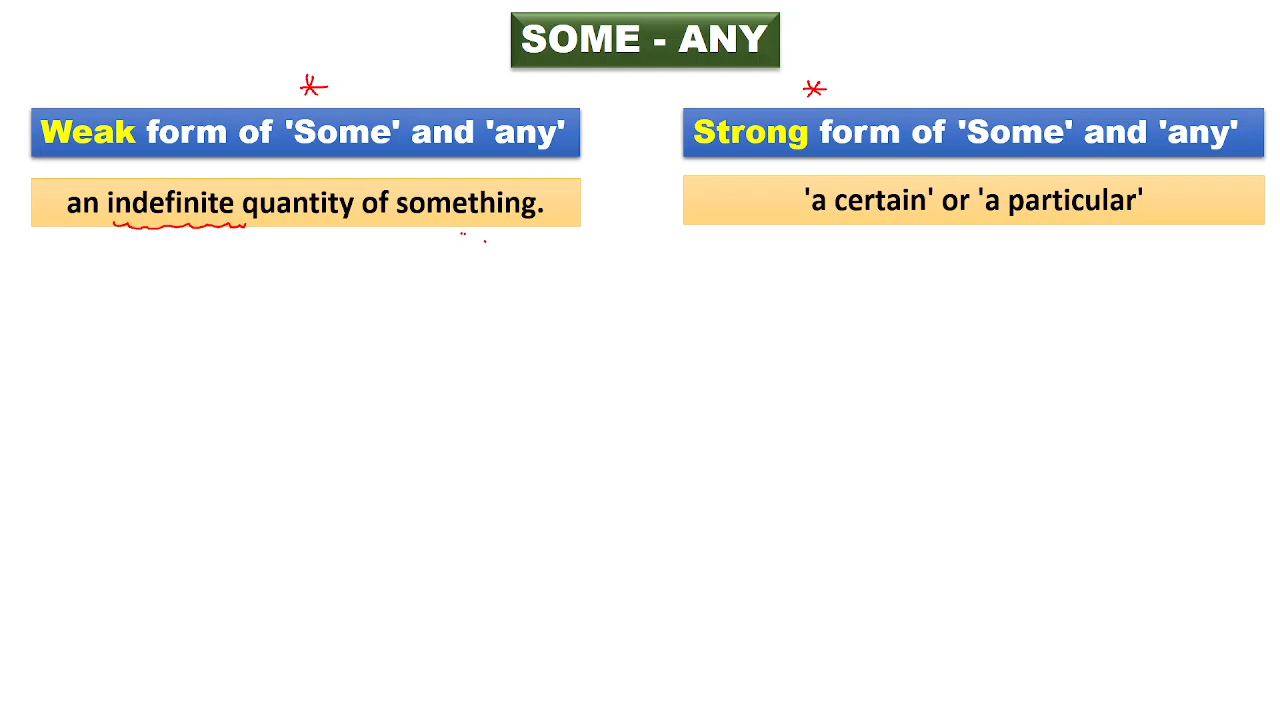 SOME - ANY
Weak form of 'Some' and 'any'
an indefinite quantity of something.
Strong form of 'Some' and 'any'
'a certain' or 'a particular'